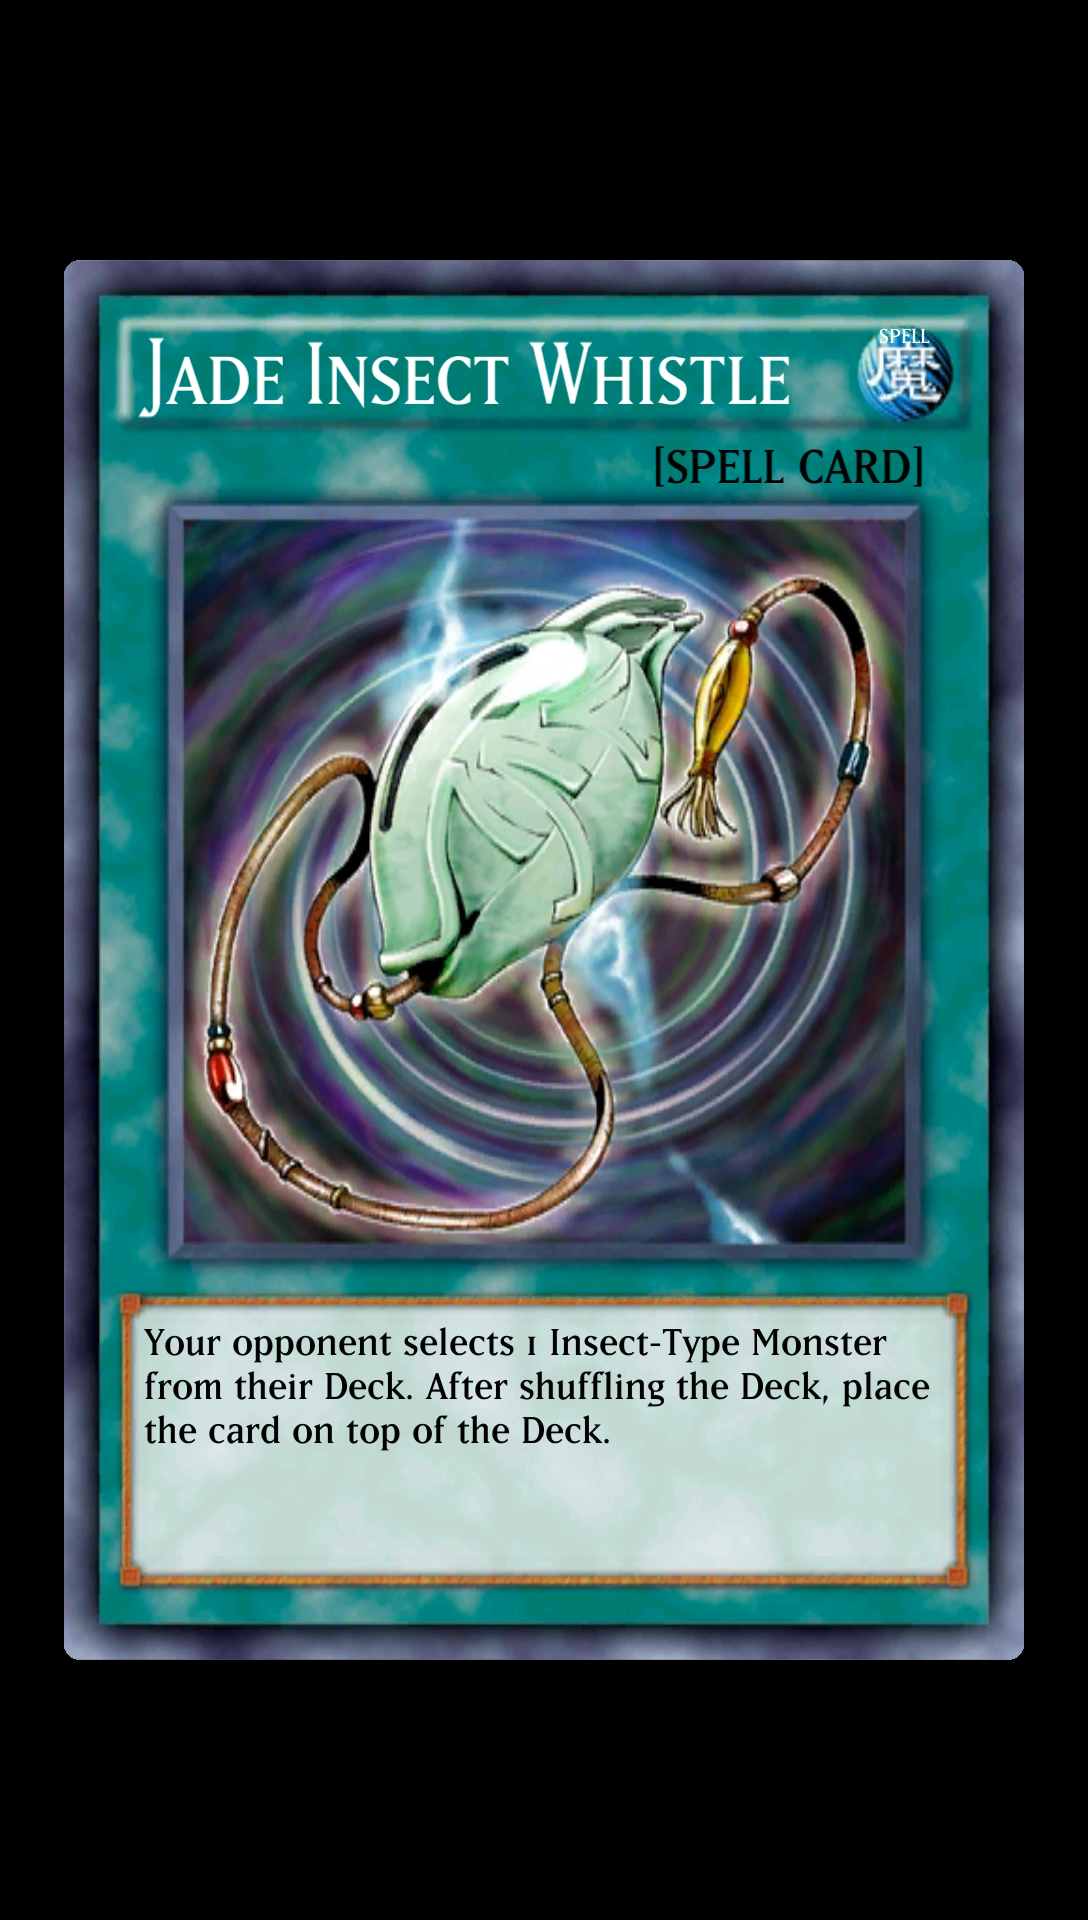 Jade Insect Whistle
SPELL
魔
[SPELL CARD]
Your opponent selects 1 Insect-Type Monster
from their Deck. After shuffling the Deck, place
the card on top of the Deck.